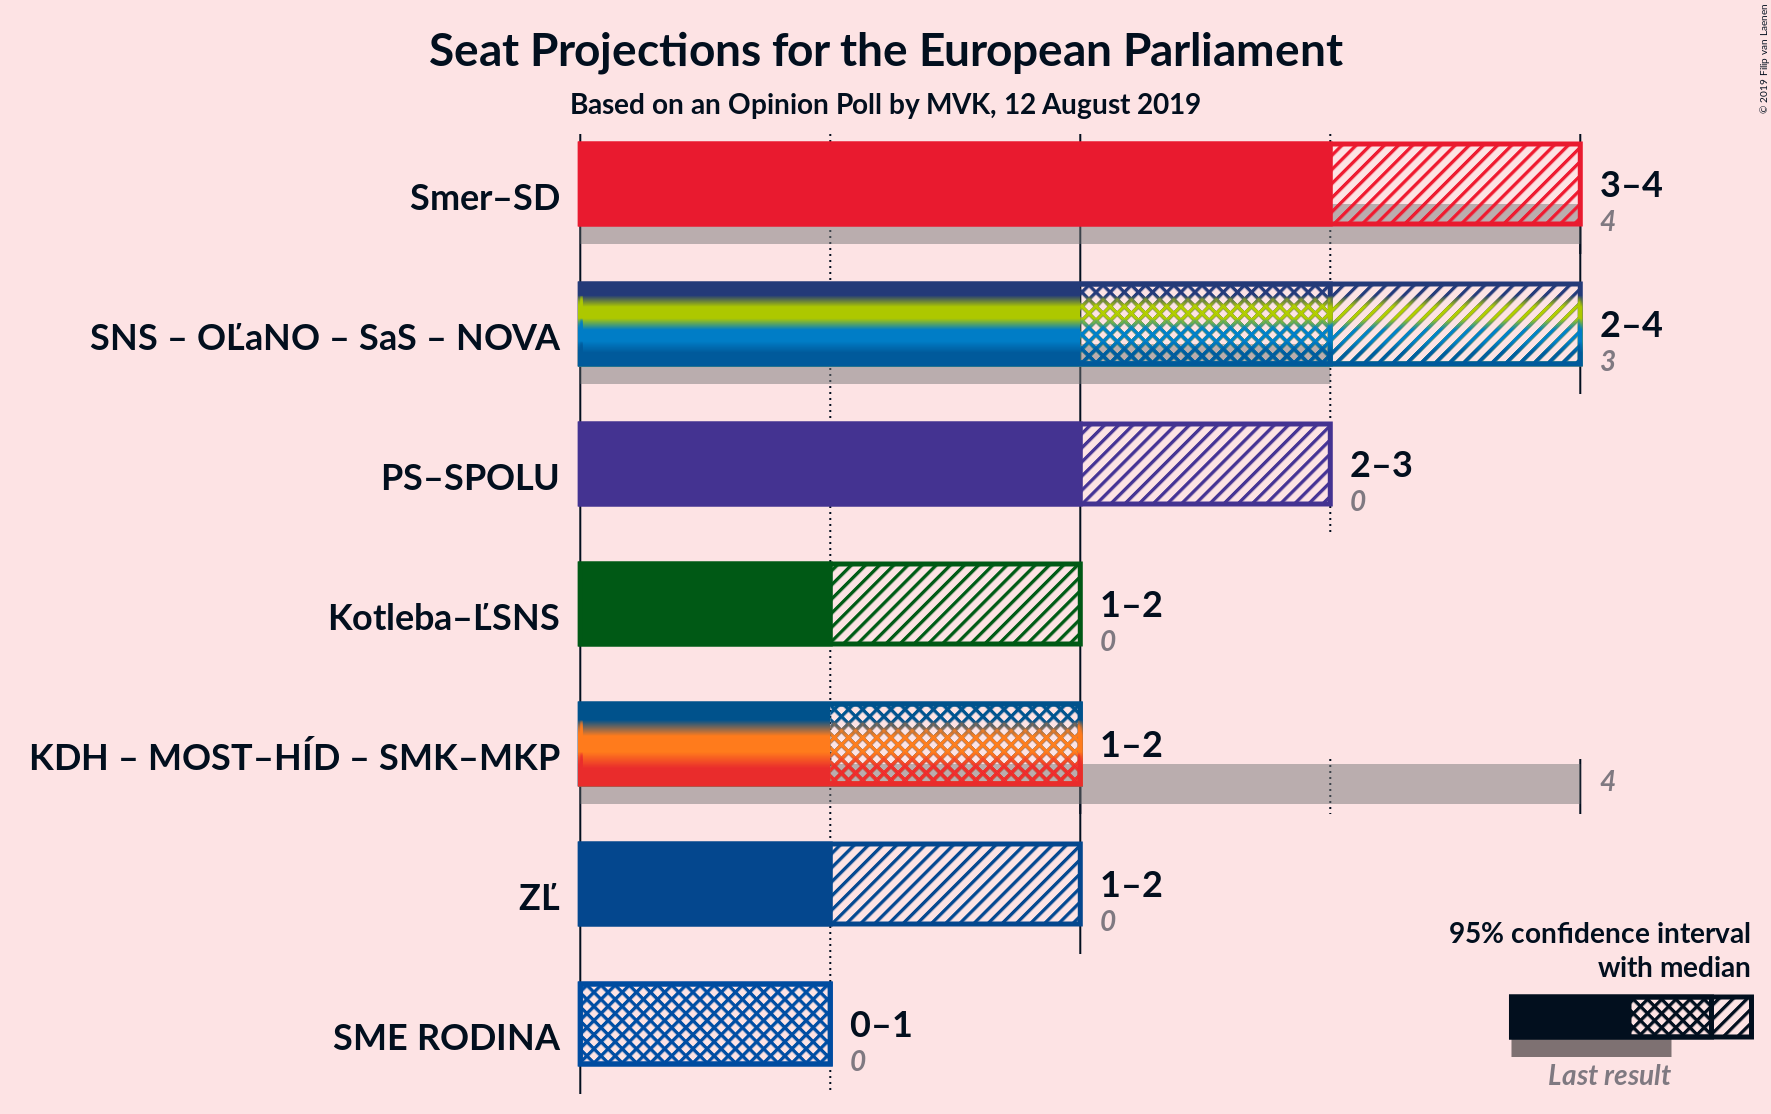 Seat Projections for the European Parliament
Based on an Opinion Poll by MVK, 12 August 2019
© 2019 Filip van Laenen
Smer–SD
3–4
4
SNS – OĽaNO – SaS – NOVA
2–4
3
PS–SPOLU
2–3
0
Kotleba–ĽSNS
1–2
0
KDH – MOST–HÍD – SMK–MKP
1–2
4
ZĽ
1–2
0
SME RODINA
0–1
0
95% confidence interval
with median
Last result